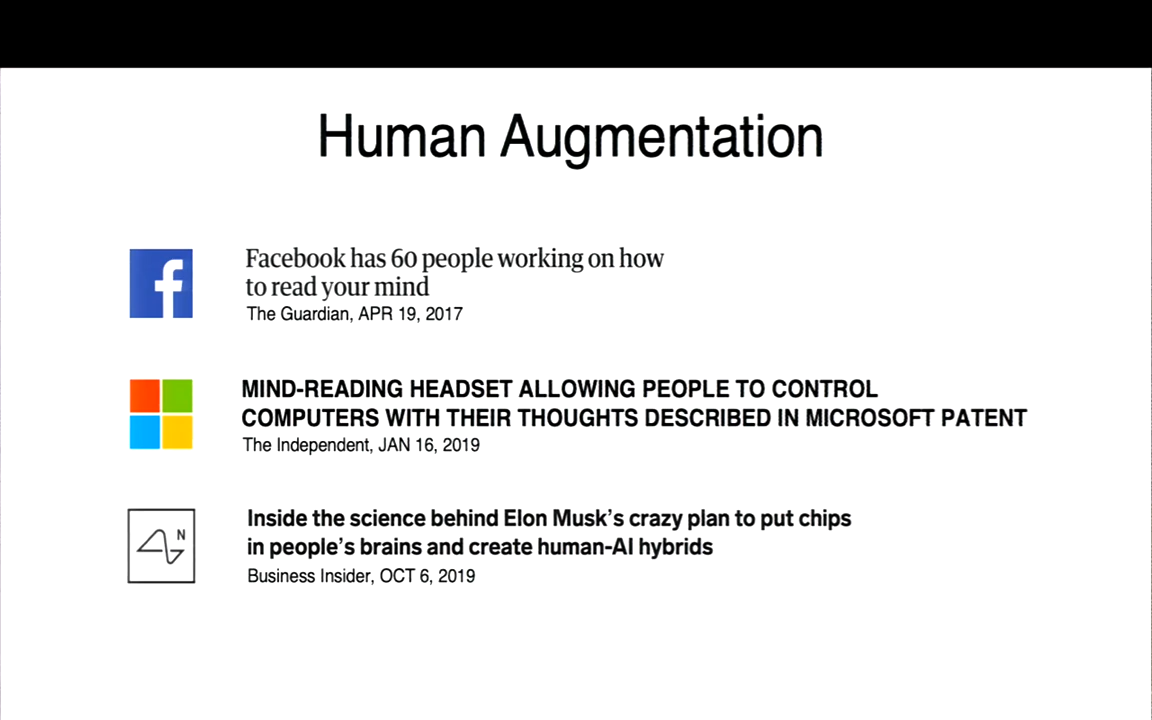 Human Augmentation
f
Facebook has 60 people working on how
to read your mind
The Guardian, APR 19, 2017
MIND-READING HEADSET ALLOWING PEOPLE TO CONTROL
COMPUTERS WITH THEIR THOUGHTS DESCRIBED IN MICROSOFT PATENT
The Independent, JAN 16, 2019
N
Inside the science behind Elon Musk’s crazy plan to put chips
in people’s brains and create human-AI hybrids
Business Insider, OCT 6, 2019